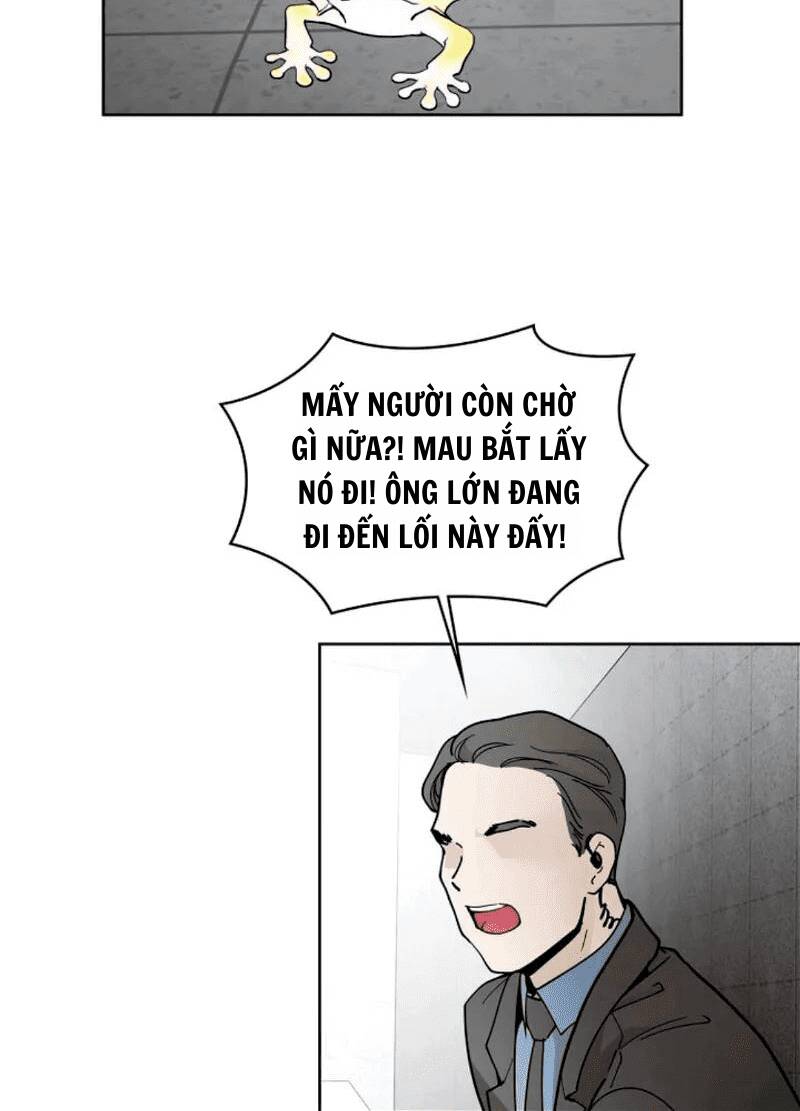 MẤY NGƯỜI CÒN CHỜ
GÌ NỮA?! MAU BẮT LẤY
NÓ ĐI! ÔNG LỚN ĐANG
ĐI ĐẾN LỐI NÀY ĐẤY!